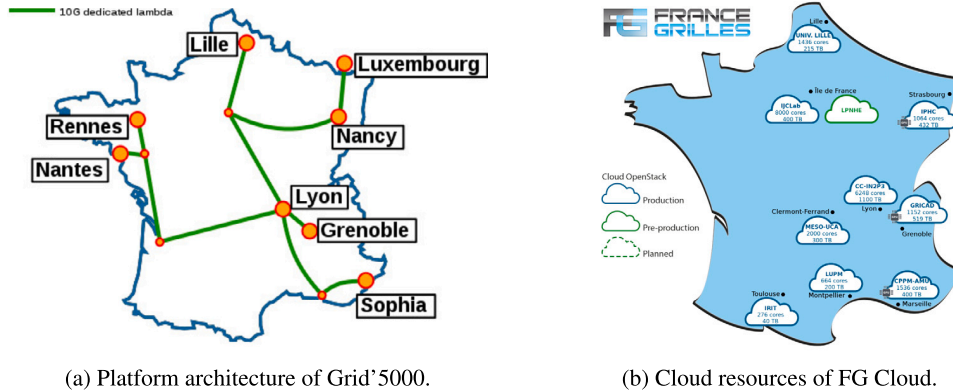 10G dedicated lambda
Lille
Luxembourg
Rennes
Nancy
Nantes
Lyon
Grenoble
Sophia
(a) Platform architecture of Grid'5000.
FG FRANCE
GRILLES
Lille
UNIV. LILLE
1436 cores
215 TB
Île de France
Strasbourg
IJCLab
8000 cores
400 TB
LPNHE
IPHC
1064 cores
432 TB
Cloud OpenStack
Production
Pre-production
Planned
CC-IN2P3
6248 cores
1100 TB
Lyon
GRICAD
1152 cores
519 TB
Grenoble
Clermont-Ferrand
MESO-UCA
2000 cores
300 TB
LUPM
664 cores
200 TB
Montpellier
CPPM-AMU
1536 cores
400 TB
Marseille
Toulouse
IRIT
276 cores
40 TB
(b) Cloud resources of FG Cloud.